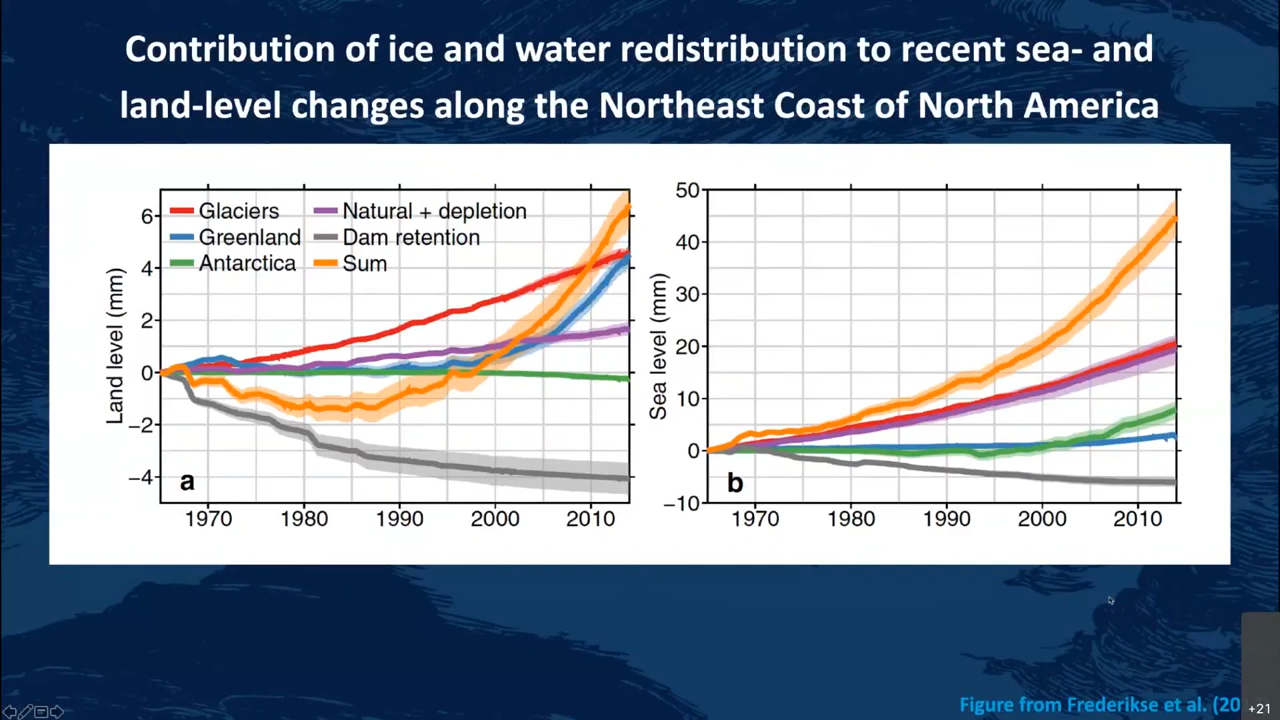 Contribution of ice and water redistribution to recent sea- and
land-level changes along the Northeast Coast of North America
Land level (mm)
6
4
2
0
−2
−4
Glaciers
Greenland
Antarctica
Natural + depletion
Dam retention
Sum
a
1970 1980 1990 2000 2010
Sea level (mm)
50
40
30
20
10
0
−10
b
1970 1980 1990 2000 2010
Figure from Frederikse et al. (20
+21